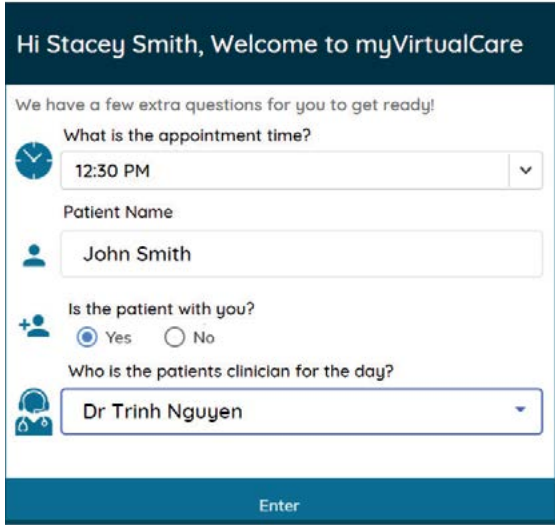 Hi Stacey Smith, Welcome to myVirtualCare
We have a few extra questions for you to get ready!
What is the appointment time?
12:30 PM
Patient Name
John Smith
Is the patient with you?
Yes No
Who is the patients clinician for the day?
Dr Trinh Nguyen
Enter